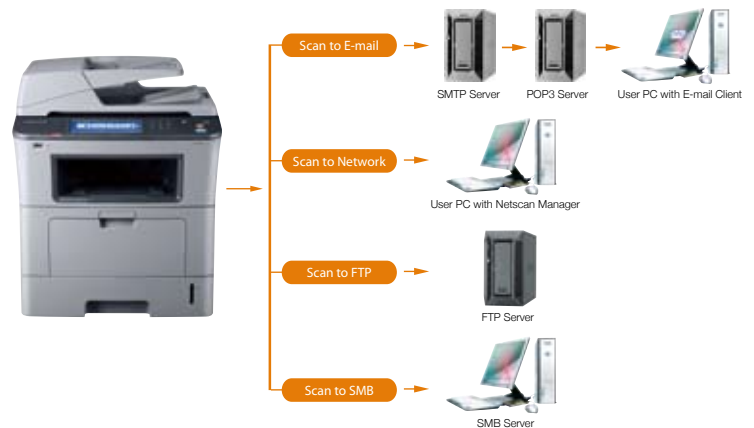 Scan to E-mail
SMTP Server
POP3 Server
User PC with E-mail Client
Scan to Network
User PC with Netscan Manager
Scan to FTP
FTP Server
Scan to SMB
SMB Server